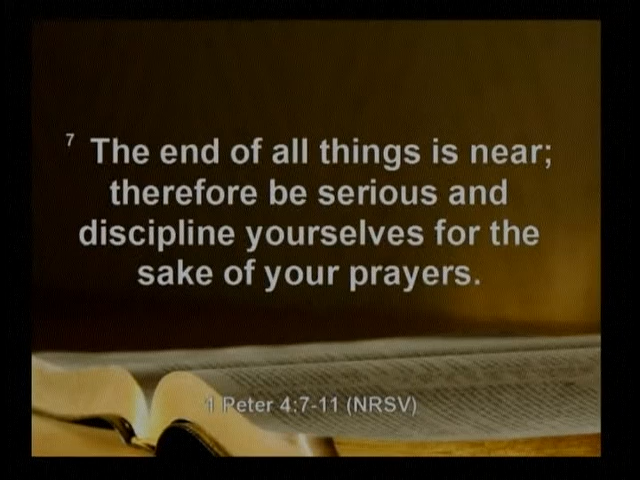 7 The end of all things is near;
therefore be serious and
discipline yourselves for the
sake of your prayers.
1 Peter 4:7-11 (NRSV)